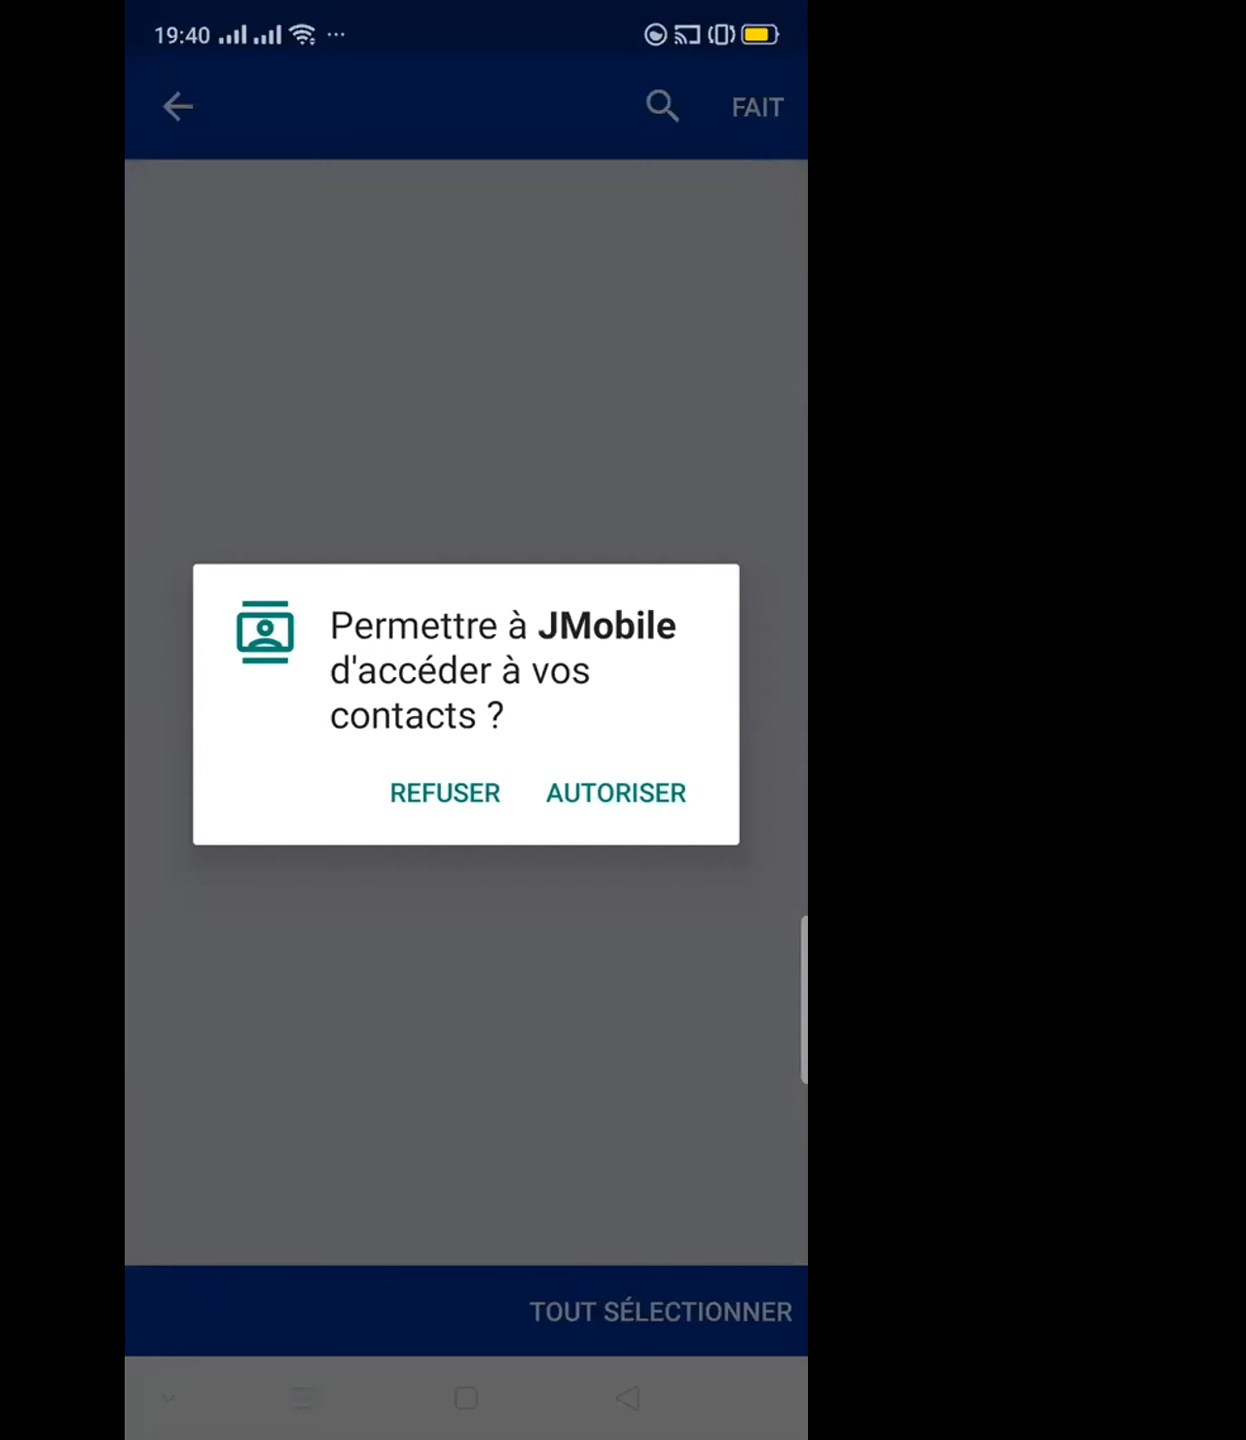 19:40
FAIT
Permettre à JMobile
d'accéder à vos
contacts ?
REFUSER AUTORISER
TOUT SÉLECTIONNER